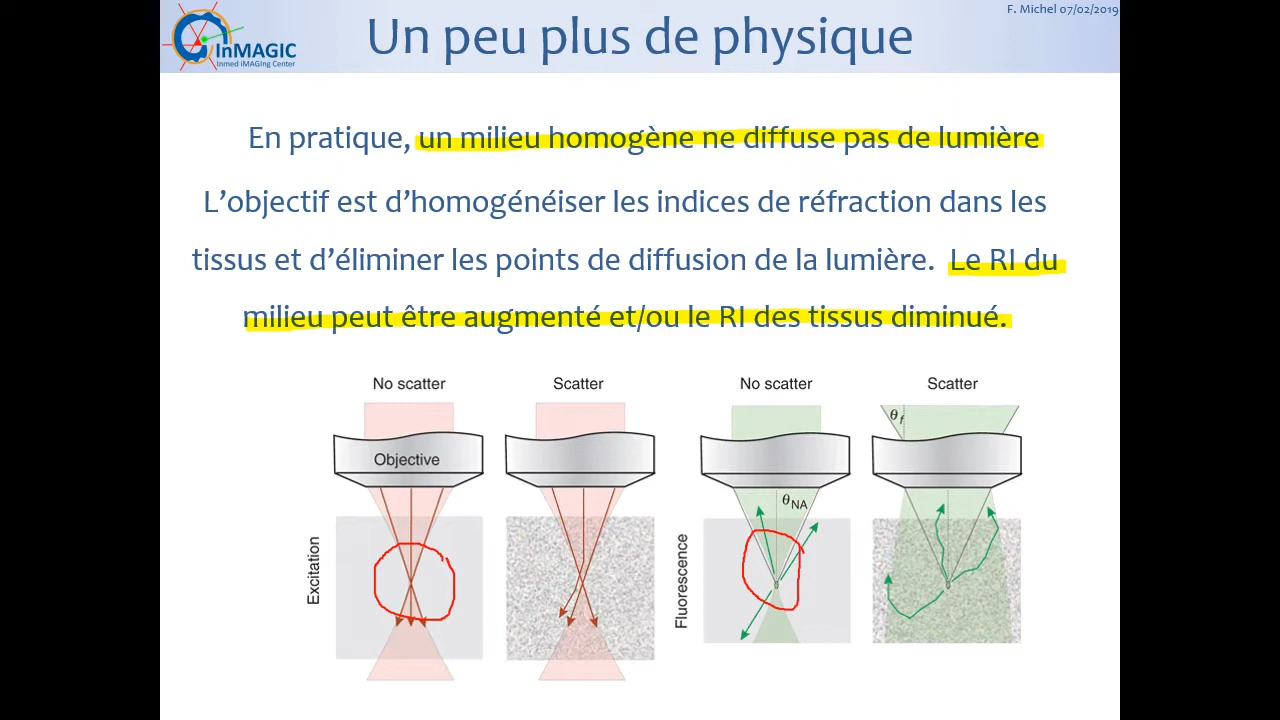 InMAGIC
Inmed iMAGIng Center
Un peu plus de physique
F. Michel 07/02/2019
En pratique, un milieu homogène ne diffuse pas de lumière
L'objectif est d'homogénéiser les indices de réfraction dans les
tissus et d'éliminer les points de diffusion de la lumière. Le RI du
milieu peut être augmenté et/ou le RI des tissus diminué.
No scatter
Scatter
No scatter
Scatter
Objective
θf
θNA
Excitation
Fluorescence